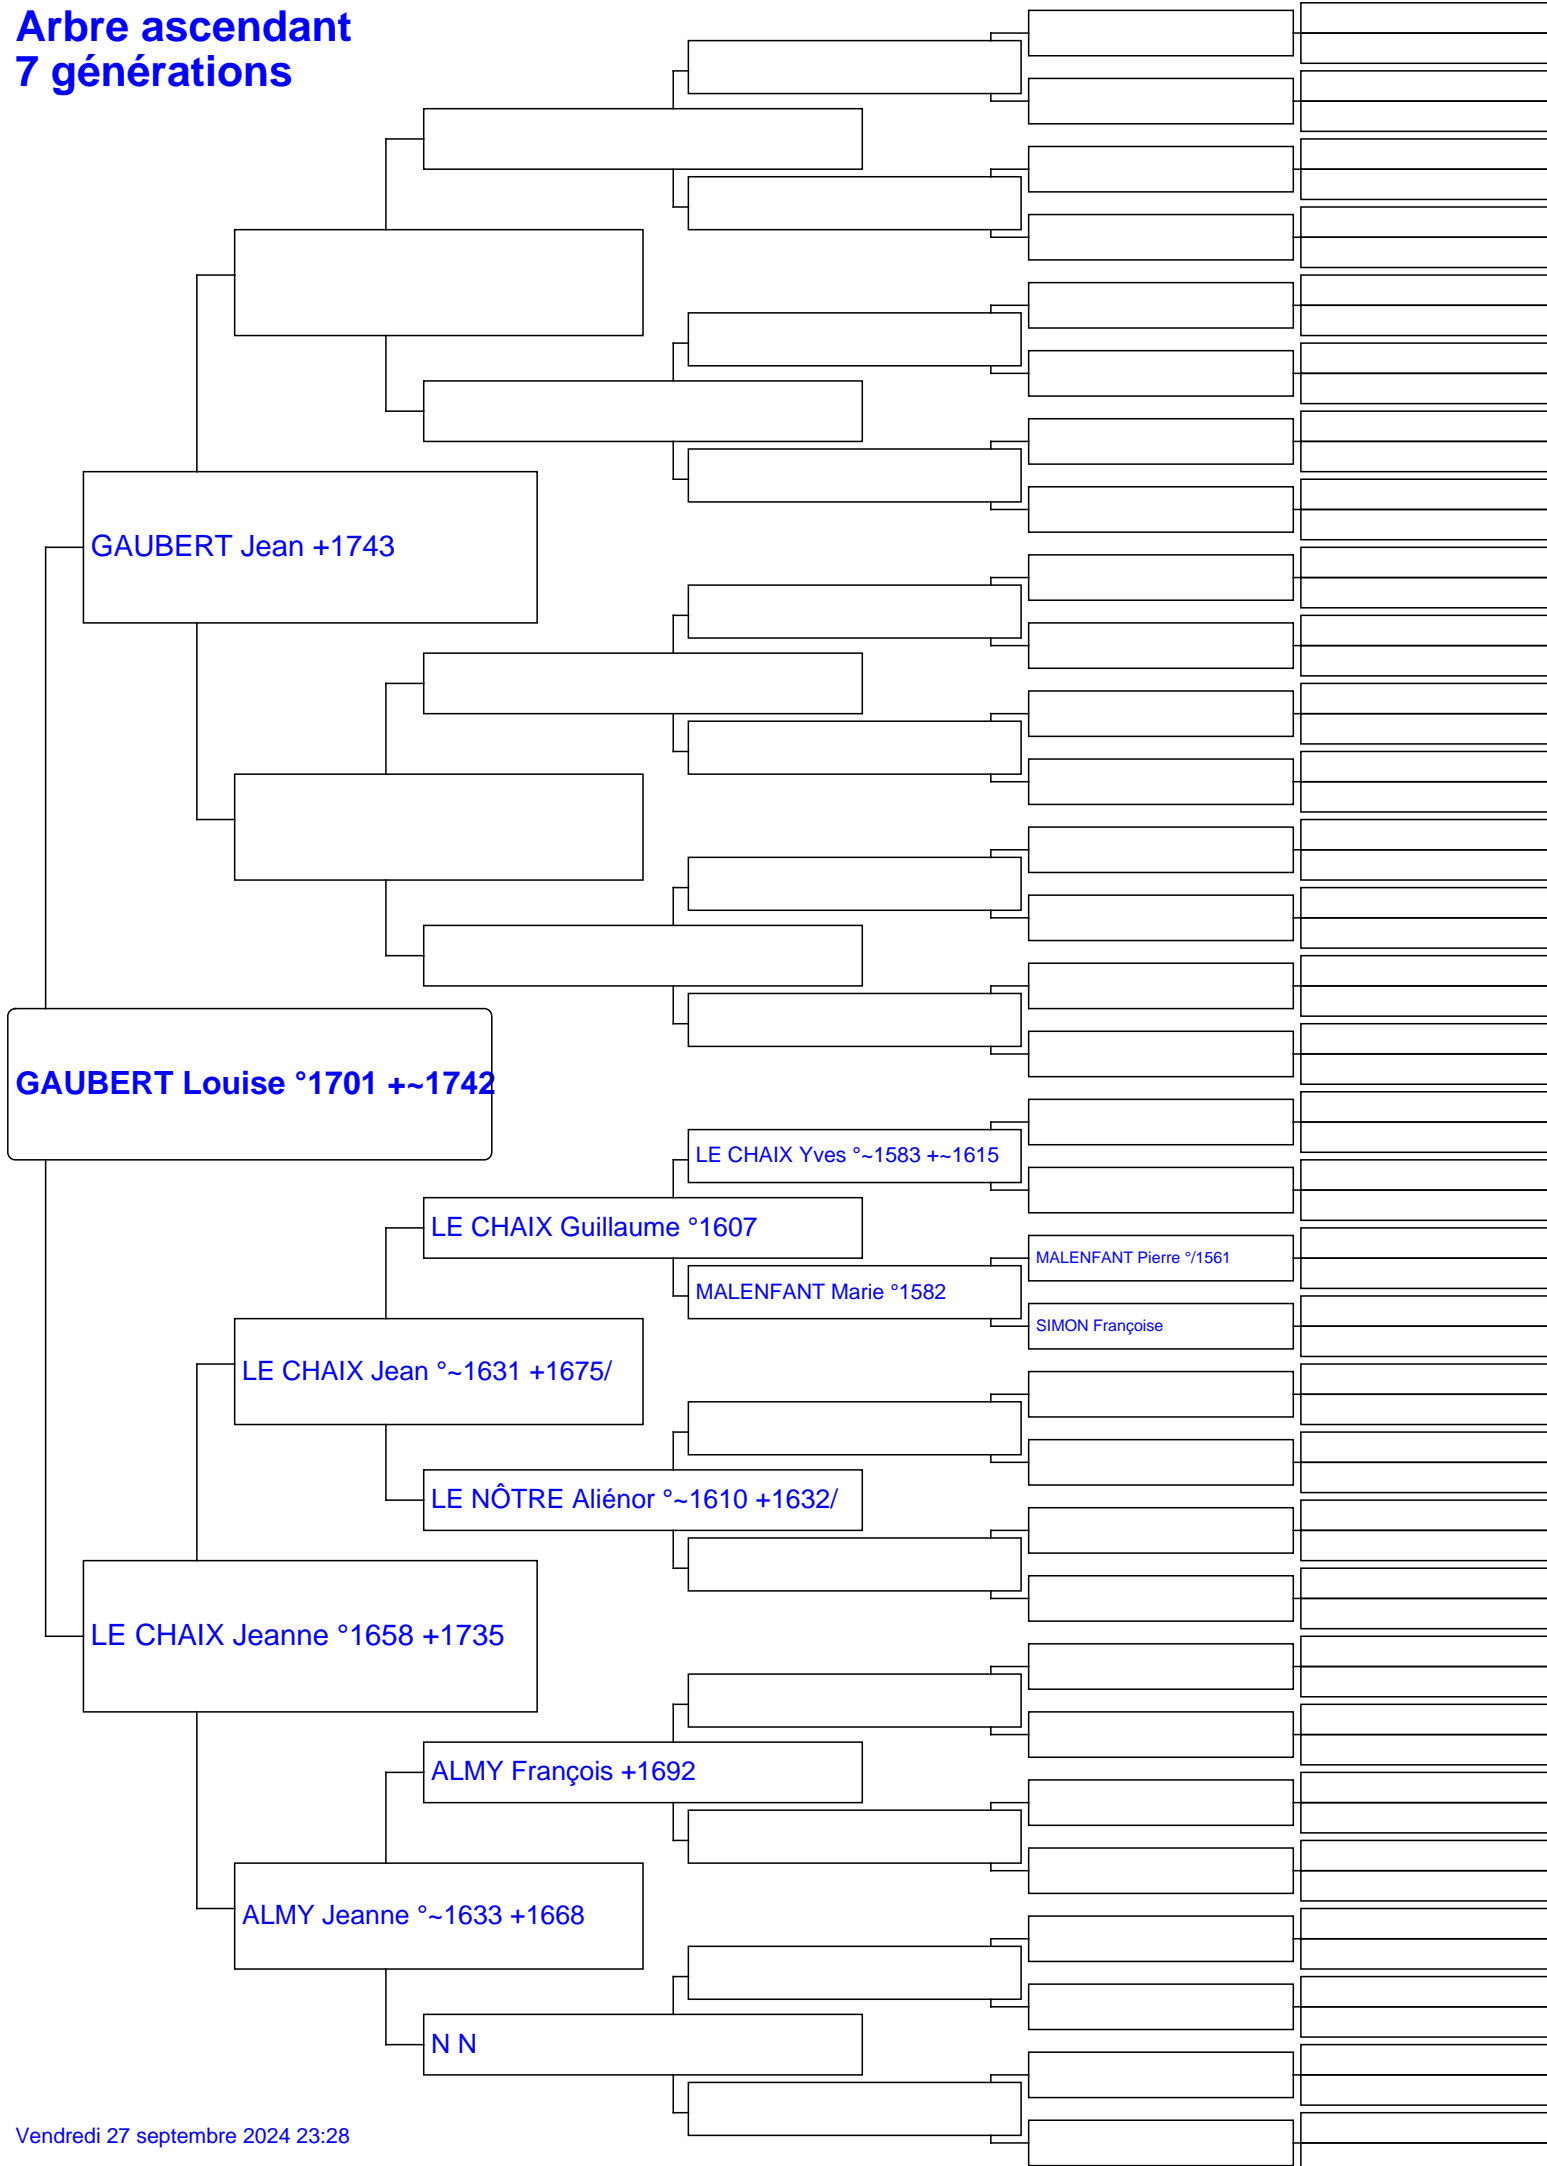 Arbre ascendant
7 générations
GAUBERT Jean +1743
GAUBERT Louise °1701 +~1742
LE CHAIX Yves °~1583 +~1615
LE CHAIX Guillaume °1607
MALENFANT Pierre °/1561
MALENFANT Marie °1582
SIMON Françoise
LE CHAIX Jean °~1631 +1675/
LE NÔTRE Aliénor °~1610 +1632/
LE CHAIX Jeanne °1658 +1735
ALMY François +1692
ALMY Jeanne °~1633 +1668
N N
Vendredi 27 septembre 2024 23:28